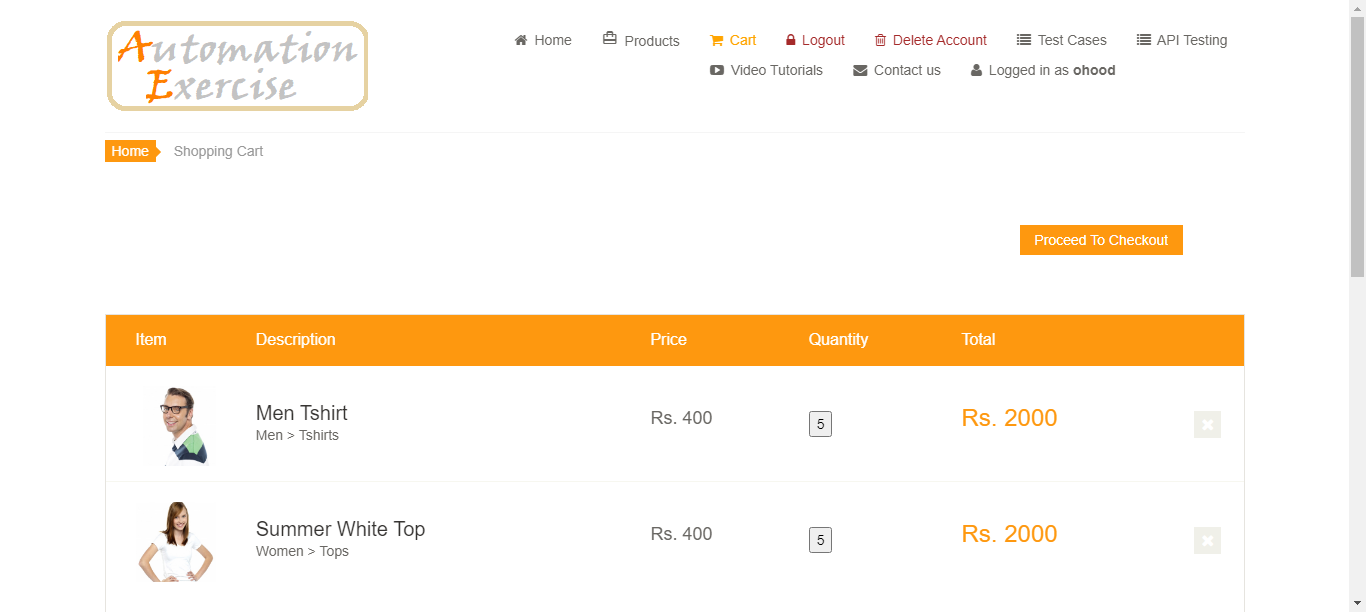 Automation
Exercise
Home Products Cart Logout Delete Account Test Cases API Testing
Video Tutorials Contact us Logged in as ohood
Home Shopping Cart
Proceed To Checkout
Item Description Price Quantity Total
Men Tshirt
Men > Tshirts
Rs. 400 5 Rs. 2000
Summer White Top
Women > Tops
Rs. 400 5 Rs. 2000